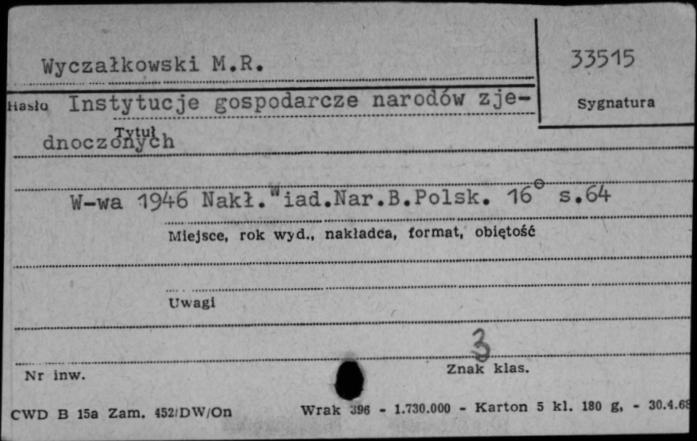 Wyczałkowski M.R.
33515
Hasło Instytucje gospodarcze narodów zje-
Sygnatura
Tytuł
dnoczonych
W-wa 1946 Nakł.Wiad.Nar.B.Polsk. 16° s.64
Miejsce, rok wyd., nakładca, format, objętość
Uwagi
3
Nr inw.
Znak klas.
CWD B 15a Zam. 452/DW/On Wrak 396 - 1.730.000 - Karton 5 kl. 180 g, - 30.4.68